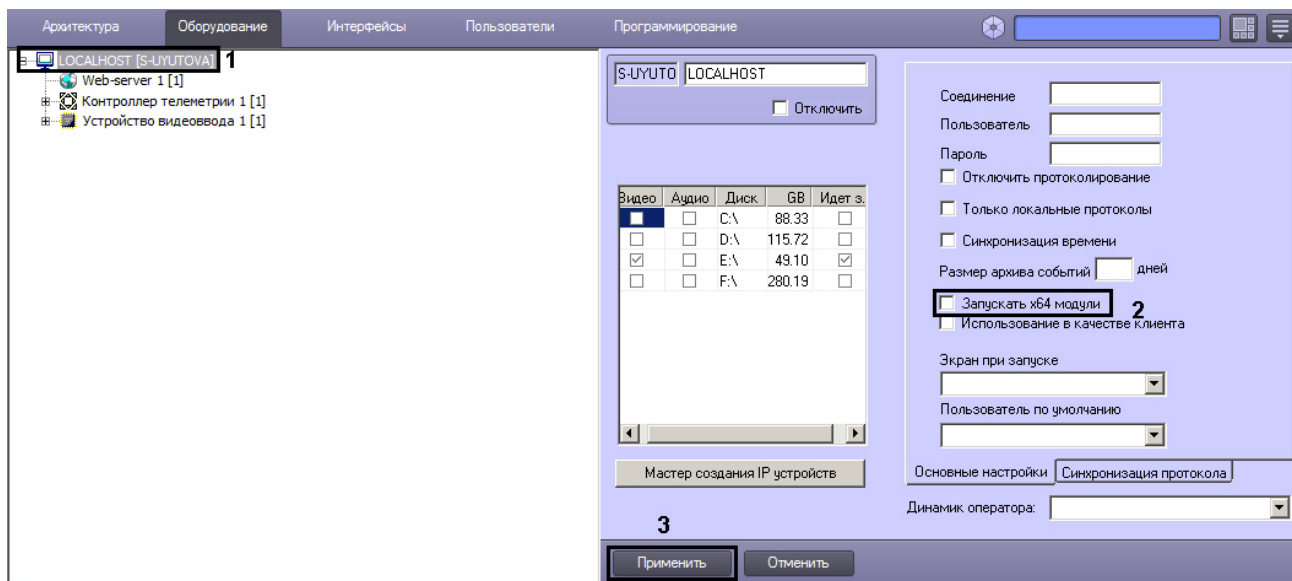 Архитектура Оборудование Интерфейсы Пользователи Программирование
LOCALHOST [S-UYUTOVA] 1
Web-server 1 [1]
Контроллер телеметрии 1 [1]
Устройство видеоввода 1 [1]
S-UYUTO LOCALHOST
Отключить
Видео Аудио Диск GB Идет з.
C:\ 88.33
D:\ 115.72
E:\ 49.10
F:\ 280.19
Мастер создания IP устройств
Соединение
Пользователь
Пароль
Отключить протоколирование
Только локальные протоколы
Синхронизация времени
Размер архива событий дней
Запускать x64 модули 2
Использование в качестве клиента
Экран при запуске
Пользователь по умолчанию
Основные настройки Синхронизация протокола
Динамик оператора:
3
Применить Отменить